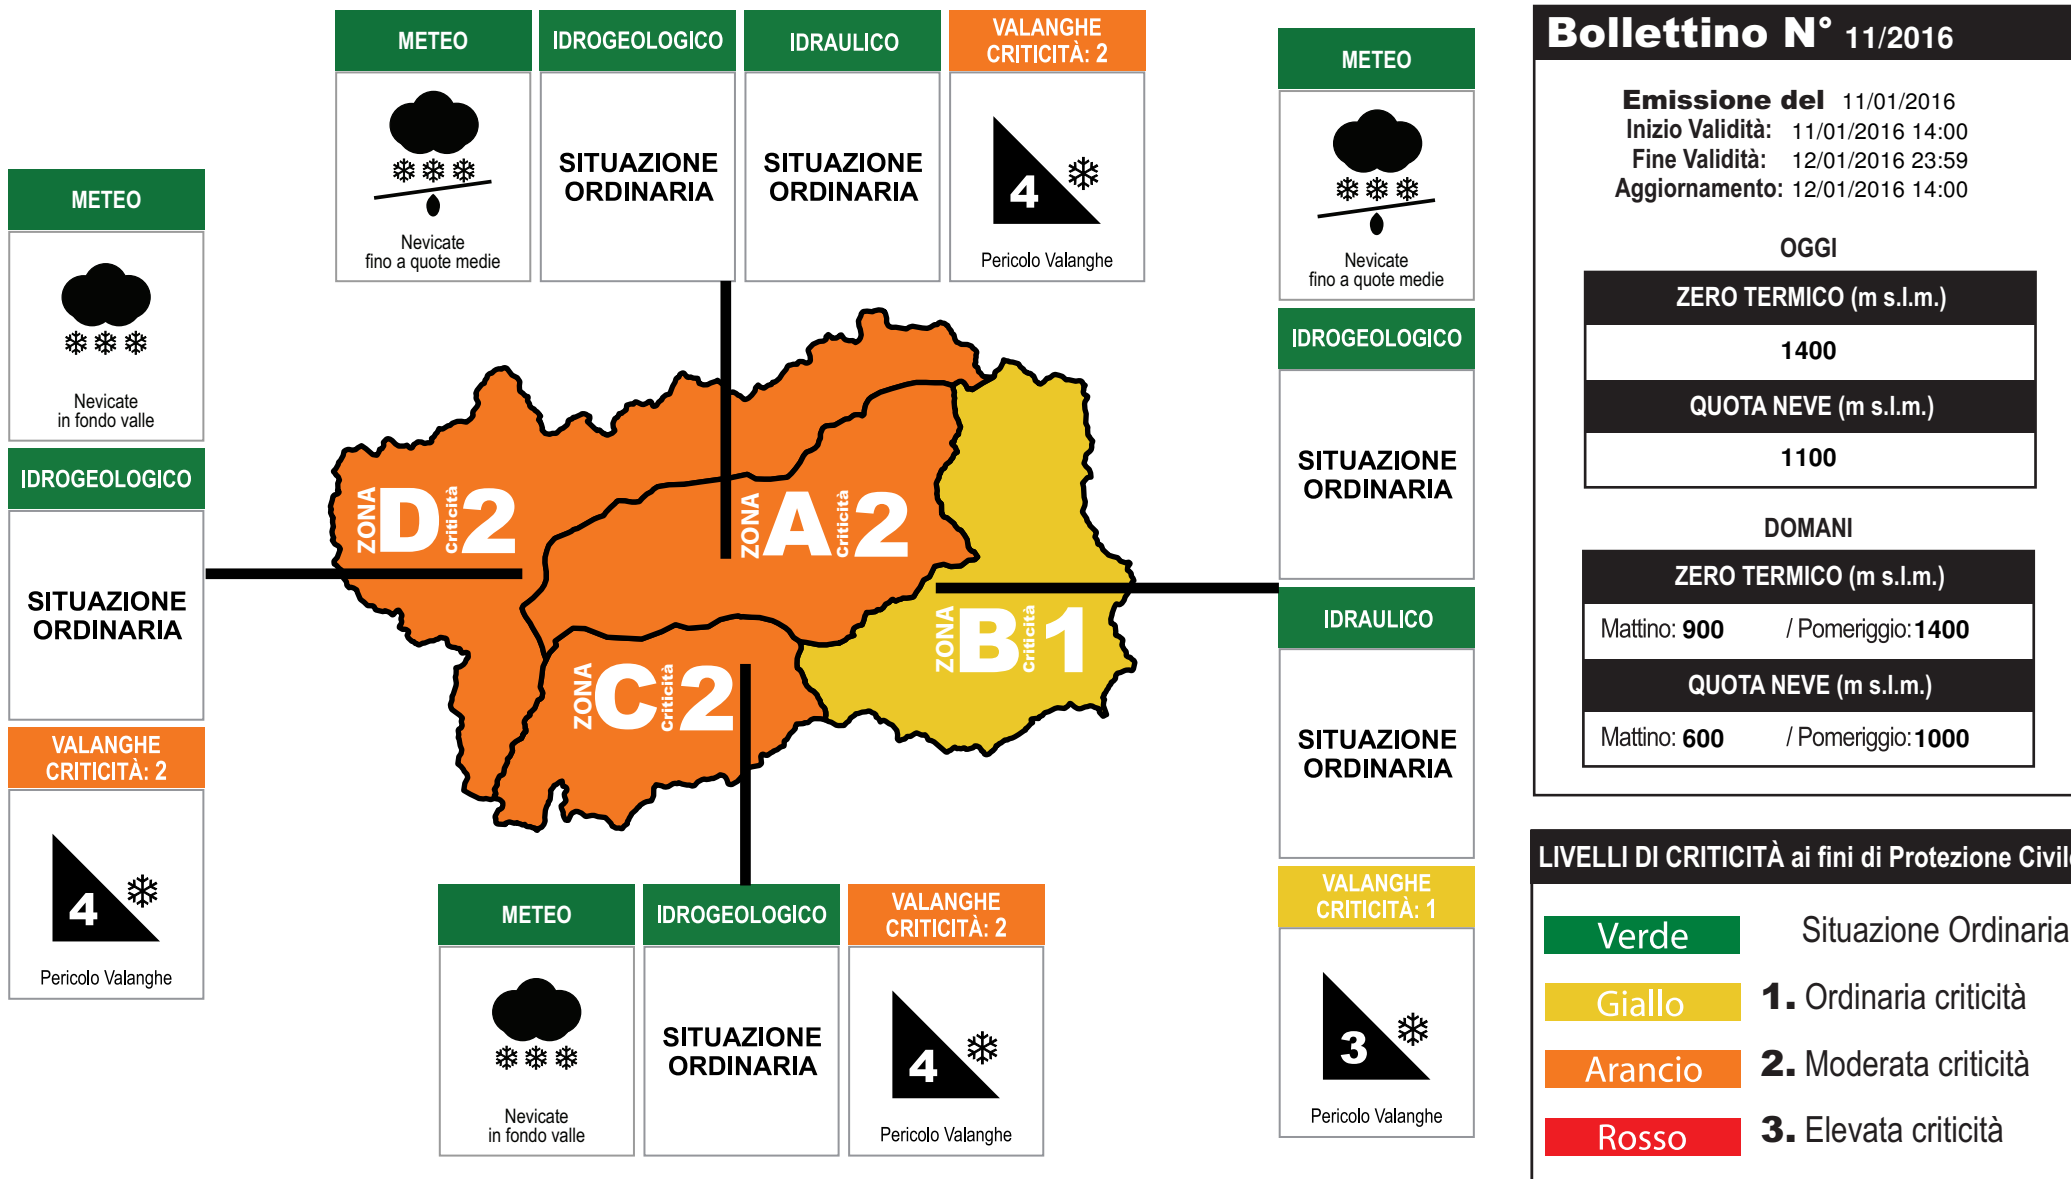 METEO
Nevicate
in fondo valle
IDROGEOLOGICO
SITUAZIONE
ORDINARIA
VALANGHE
CRITICITÀ: 2
4
Pericolo Valanghe
METEO
Nevicate
fino a quote medie
IDROGEOLOGICO
SITUAZIONE
ORDINARIA
IDRAULICO
SITUAZIONE
ORDINARIA
VALANGHE
CRITICITÀ: 2
4
Pericolo Valanghe
ZONA D Criticità 2
ZONA A Criticità 2
ZONA B Criticità 1
ZONA C Criticità 2
METEO
Nevicate
in fondo valle
IDROGEOLOGICO
SITUAZIONE
ORDINARIA
VALANGHE
CRITICITÀ: 2
4
Pericolo Valanghe
METEO
Nevicate
fino a quote medie
IDROGEOLOGICO
SITUAZIONE
ORDINARIA
IDRAULICO
SITUAZIONE
ORDINARIA
VALANGHE
CRITICITÀ: 1
3
Pericolo Valanghe
Bollettino N° 11/2016
Emissione del 11/01/2016
Inizio Validità: 11/01/2016 14:00
Fine Validità: 12/01/2016 23:59
Aggiornamento: 12/01/2016 14:00
OGGI
ZERO TERMICO (m s.l.m.)
1400
QUOTA NEVE (m s.l.m.)
1100
DOMANI
ZERO TERMICO (m s.l.m.)
Mattino: 900 / Pomeriggio: 1400
QUOTA NEVE (m s.l.m.)
Mattino: 600 / Pomeriggio: 1000
LIVELLI DI CRITICITÀ ai fini di Protezione Civile
Verde Situazione Ordinaria
Giallo 1. Ordinaria criticità
Arancio 2. Moderata criticità
Rosso 3. Elevata criticità